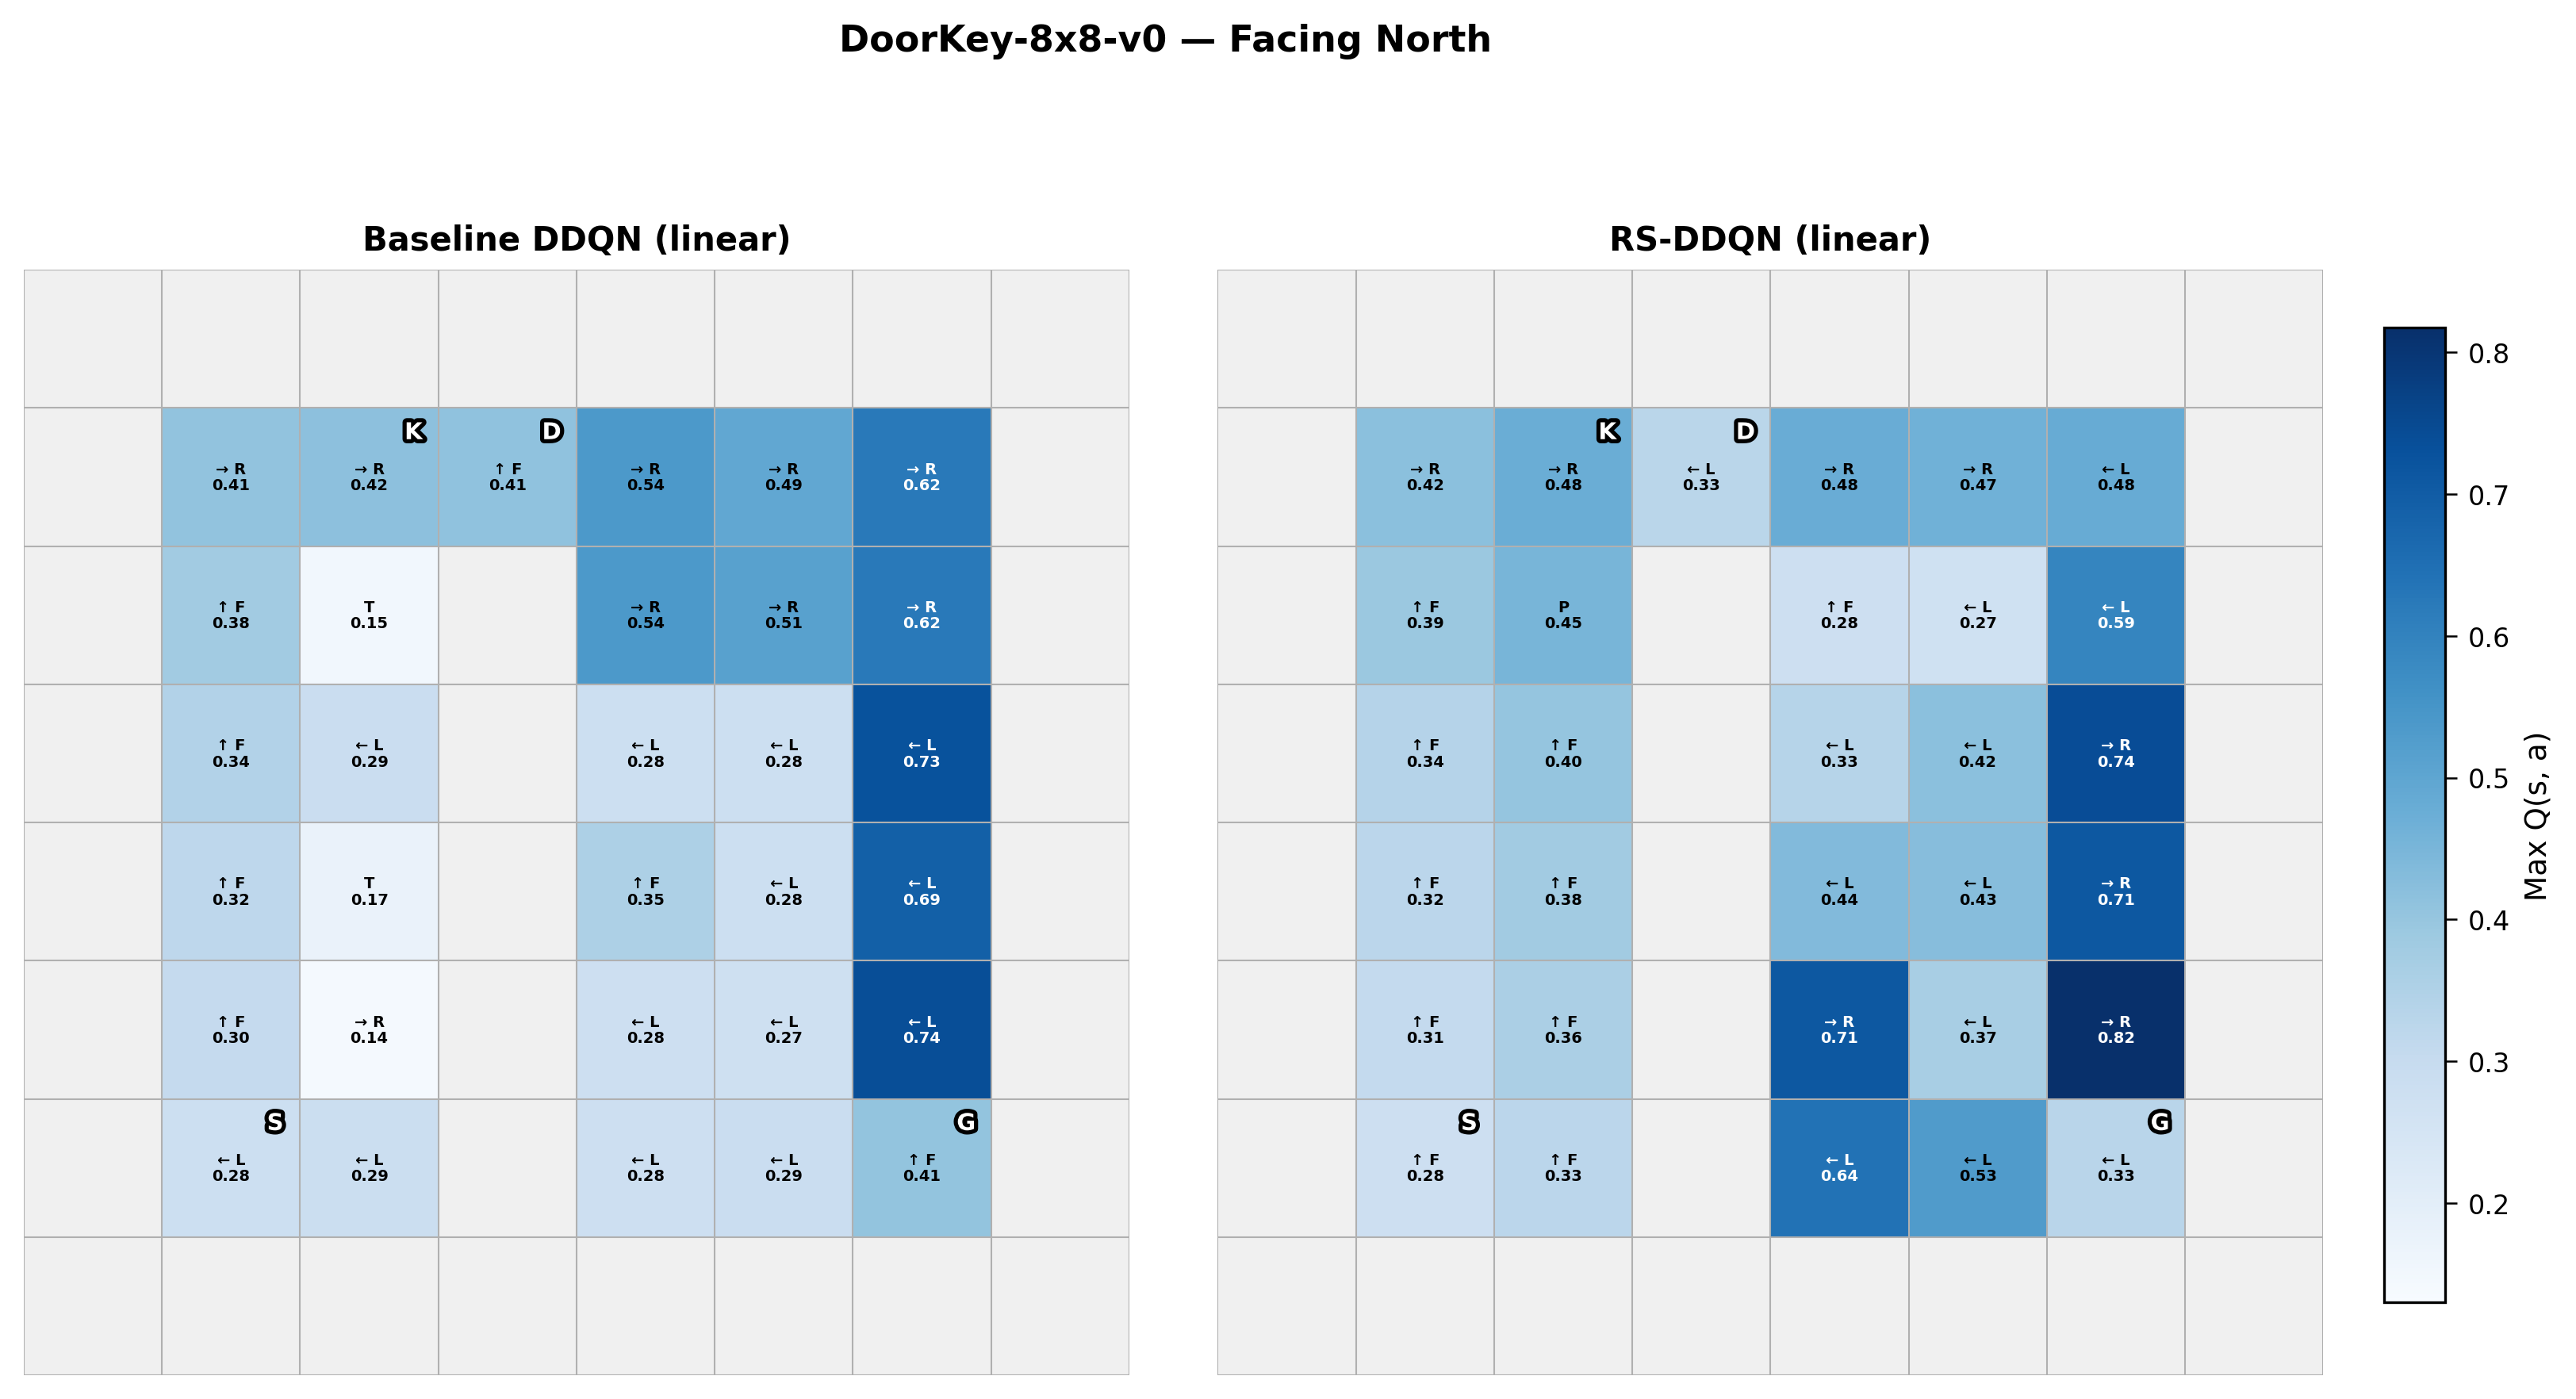 DoorKey-8x8-v0 — Facing North
Baseline DDQN (linear)
K D
→ R → R ↑ F → R → R → R
0.41 0.42 0.41 0.54 0.49 0.62
↑ F T → R → R → R
0.38 0.15 0.54 0.51 0.62
↑ F ← L ← L ← L ← L
0.34 0.29 0.28 0.28 0.73
↑ F T ↑ F ← L ← L
0.32 0.17 0.35 0.28 0.69
↑ F → R ← L ← L ← L
0.30 0.14 0.28 0.27 0.74
S G
← L ← L ← L ← L ↑ F
0.28 0.29 0.28 0.29 0.41
RS-DDQN (linear)
K D
→ R → R ← L → R → R ← L
0.42 0.48 0.33 0.48 0.47 0.48
↑ F P ↑ F ← L ← L
0.39 0.45 0.28 0.27 0.59
↑ F ↑ F ← L ← L → R
0.34 0.40 0.33 0.42 0.74
↑ F ↑ F ← L ← L → R
0.32 0.38 0.44 0.43 0.71
↑ F ↑ F → R ← L → R
0.31 0.36 0.71 0.37 0.82
S G
↑ F ↑ F ← L ← L ← L
0.28 0.33 0.64 0.53 0.33
0.8
0.7
0.6
0.5
0.4
0.3
0.2
Max Q(s, a)